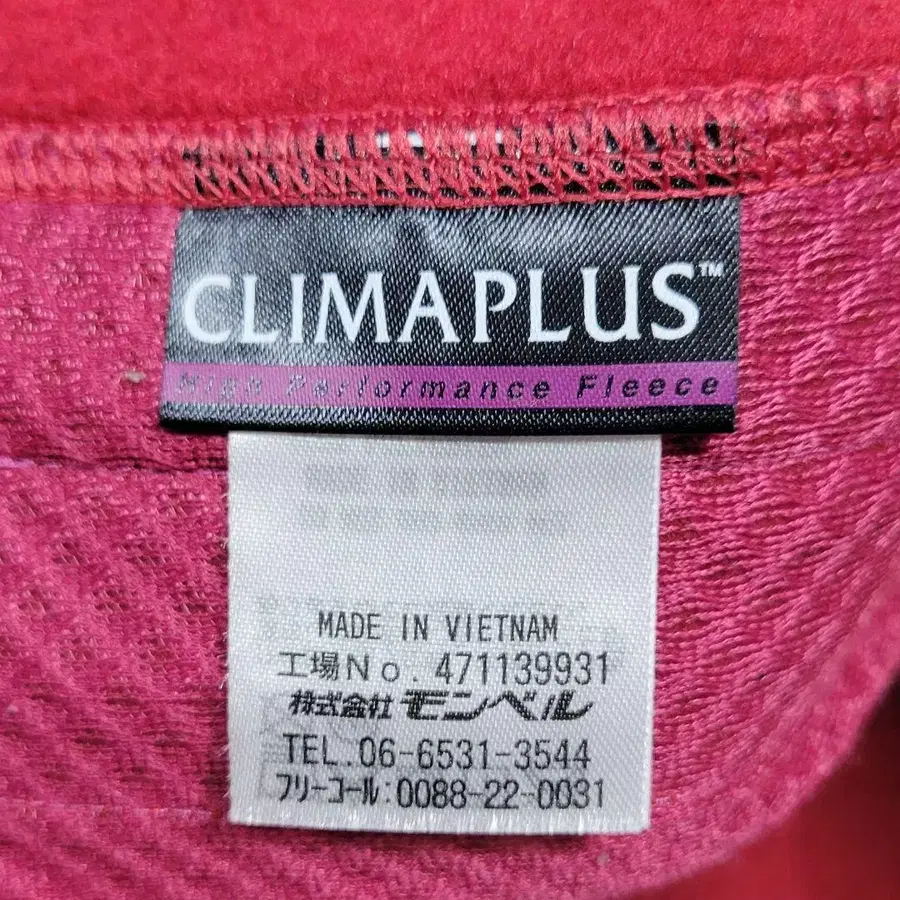 CLIMAPLUS™
High Performance Fleece
MADE IN VIETNAM
工場No. 471139931
株式会社モンベル
TEL.06-6531-3544
フリーコール:0088-22-0031